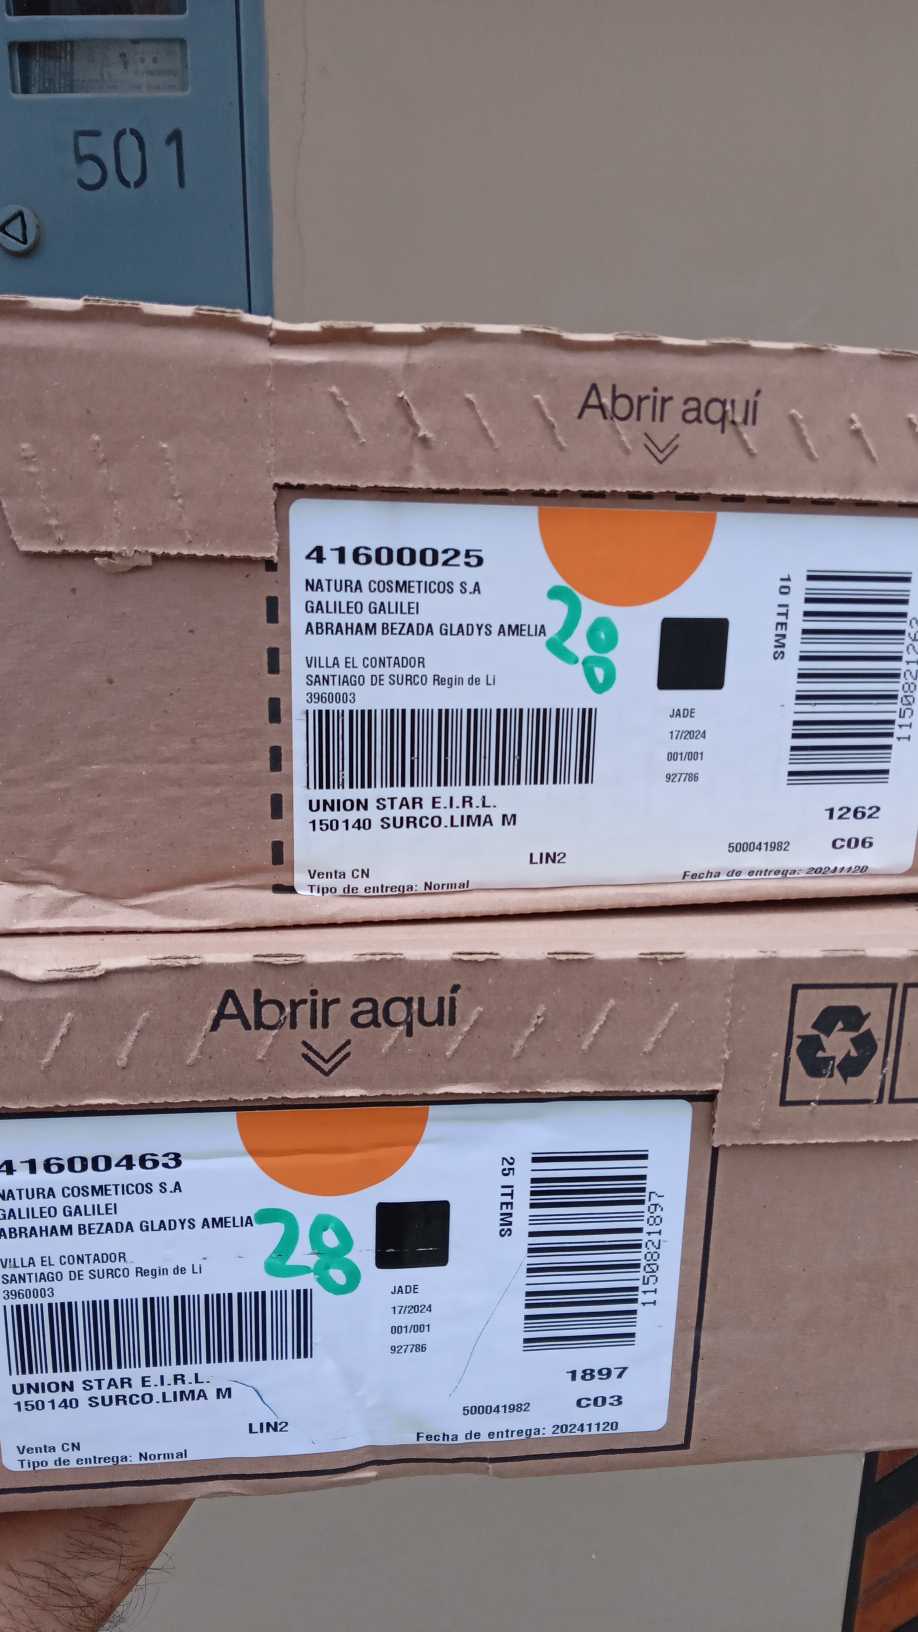 501
Abrir aquí
41600025
NATURA COSMETICOS S.A
GALILEO GALILEI
ABRAHAM BEZADA GLADYS AMELIA
28
VILLA EL CONTADOR
SANTIAGO DE SURCO Regin de Li
3960003
UNION STAR E.I.R.L.
150140 SURCO.LIMA M
LIN2
Venta CN
Tipo de entrega: Normal
JADE
17/2024
001/001
927786
10 ITEMS
1150821262
1262
500041982
C06
Fecha de entrega: 20241120
Abrir aquí
41600463
NATURA COSMETICOS S.A
GALILEO GALILEI
ABRAHAM BEZADA GLADYS AMELIA
28
VILLA EL CONTADOR
SANTIAGO DE SURCO Regin de Li
3960003
UNION STAR E.I.R.L.
150140 SURCO.LIMA M
LIN2
Venta CN
Tipo de entrega: Normal
JADE
17/2024
001/001
927786
25 ITEMS
1150821897
1897
500041982
C03
Fecha de entrega: 20241120